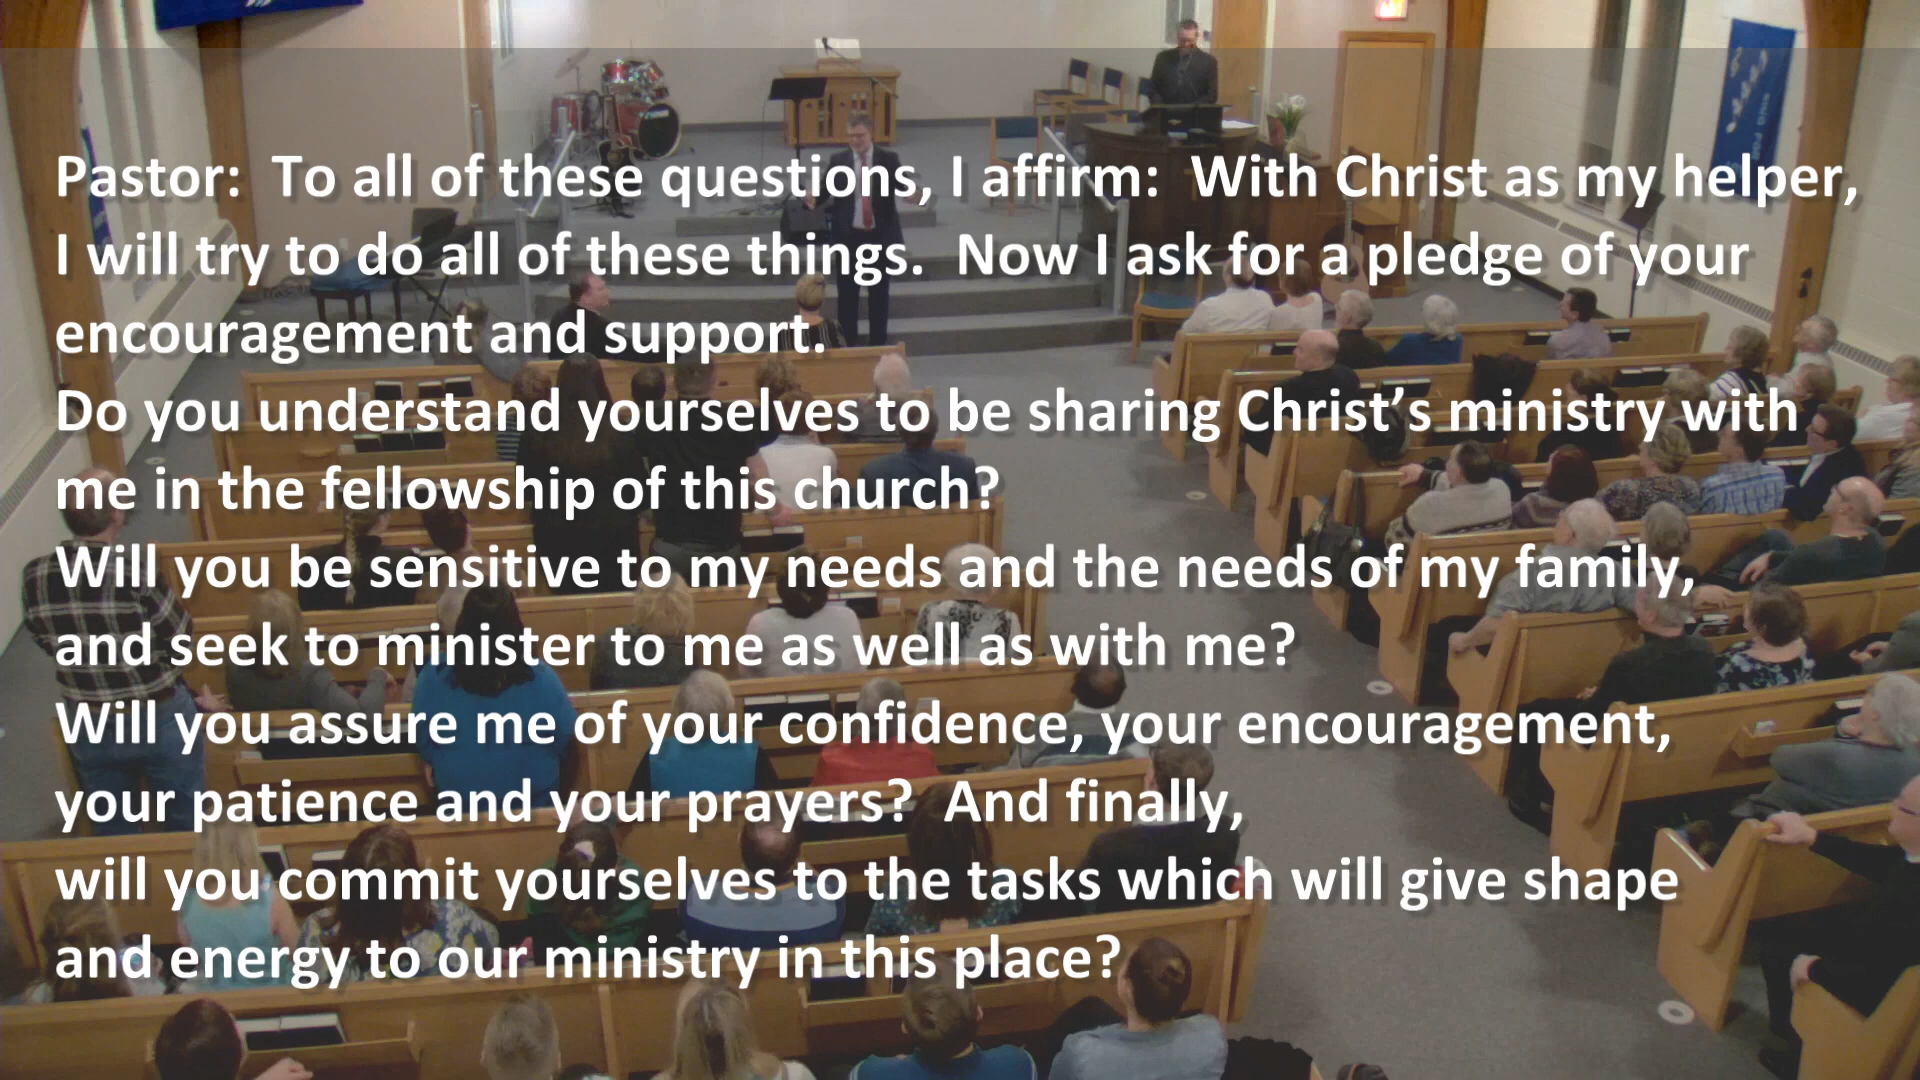 Pastor:  To all of these questions, I affirm:  With Christ as my helper,
I will try to do all of these things.  Now I ask for a pledge of your
encouragement and support.
Do you understand yourselves to be sharing Christ’s ministry with
me in the fellowship of this church?
Will you be sensitive to my needs and the needs of my family,
and seek to minister to me as well as with me?
Will you assure me of your confidence, your encouragement,
your patience and your prayers?  And finally,
will you commit yourselves to the tasks which will give shape
and energy to our ministry in this place?